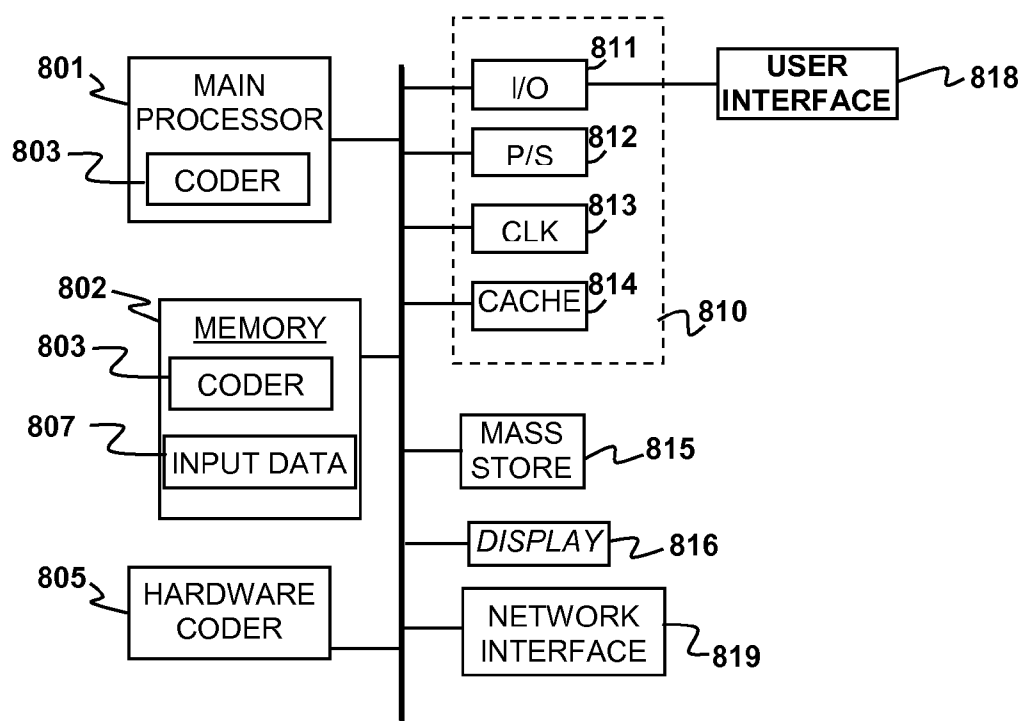 801
MAIN
PROCESSOR
803
CODER
802
MEMORY
803
CODER
807
INPUT DATA
805
HARDWARE
CODER
811
I/O
USER
INTERFACE
818
812
P/S
813
CLK
814
CACHE
810
MASS
STORE
815
DISPLAY
816
NETWORK
INTERFACE
819